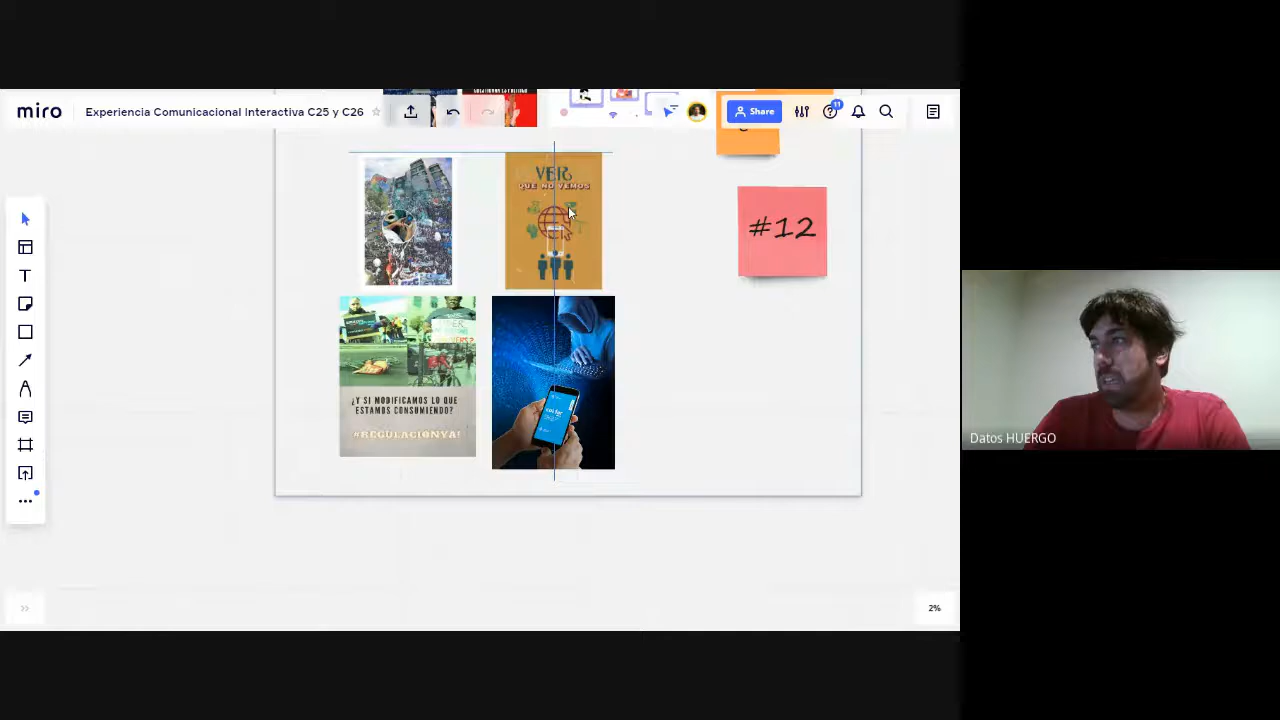 miro
Experiencia Comunicacional Interactiva C25 y C26
Share
11
VER
QUE NO VEMOS
#12
¿Y SI MODIFICAMOS LO QUE
ESTAMOS CONSUMIENDO?
#REGULACIONYA!
Datos HUERGO
2%